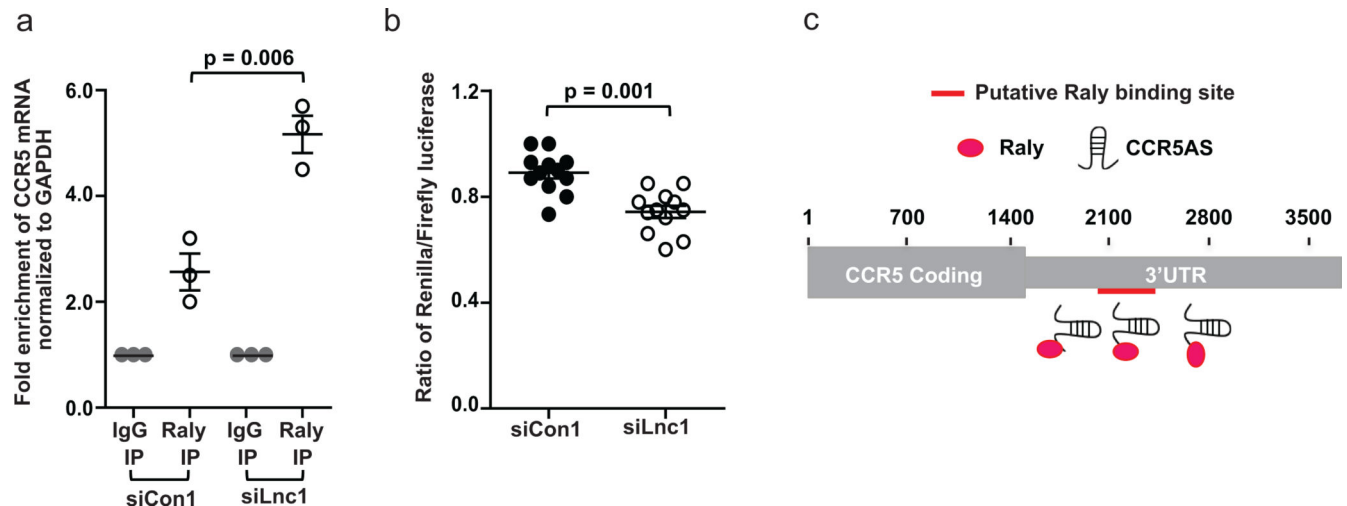 a
Fold enrichment of CCR5 mRNA
normalized to GAPDH
p = 0.006
6.0
4.0
2.0
0.0
IgG Raly IgG Raly
IP IP IP IP
siCon1 siLnc1
b
Ratio of Renilla/Firefly luciferase
p = 0.001
1.2
0.8
0.4
0.0
siCon1 siLnc1
c
Putative Raly binding site
Raly CCR5AS
1 700 1400 2100 2800 3500
CCR5 Coding 3'UTR